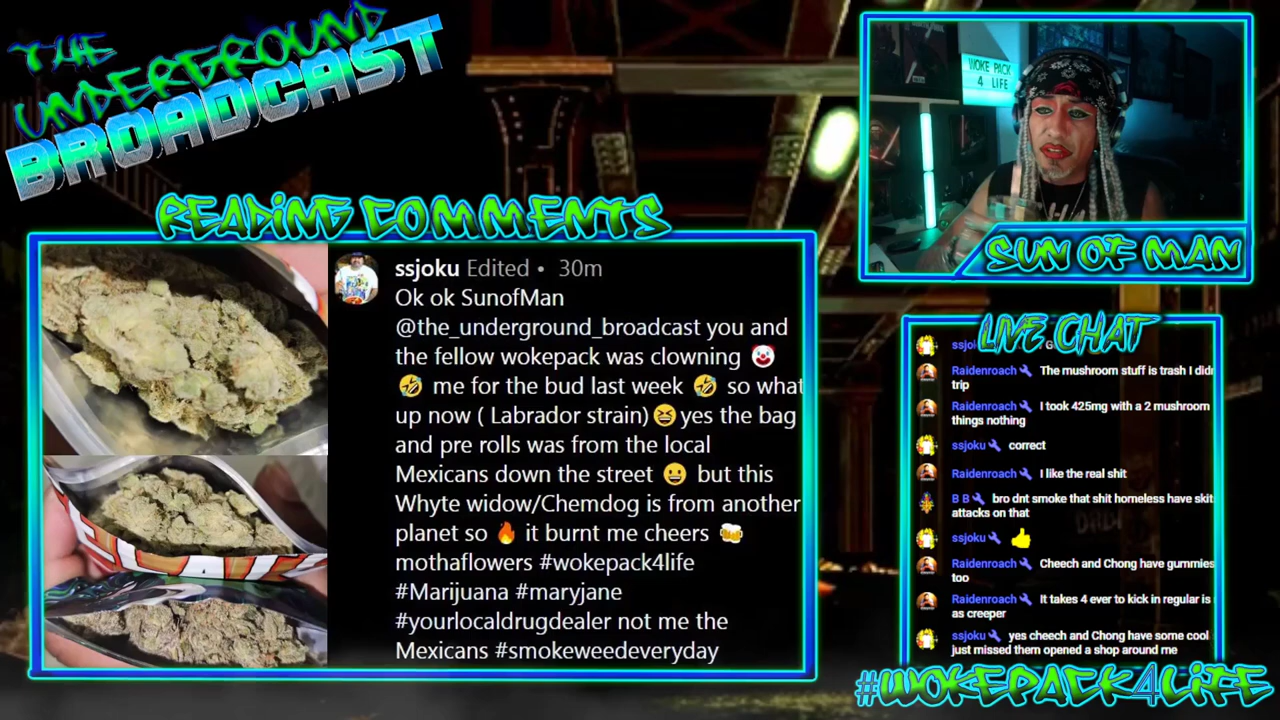 THE
UNDERGROUND
BROADCAST
WOKE PACK
4 LIFE
SUN OF MAN
READING COMMENTS
ssjoku Edited • 30m
Ok ok SunofMan
@the_underground_broadcast you and
the fellow wokepack was clowning 🤡
🤣 me for the bud last week 🤣 so what
up now ( Labrador strain)😆yes the bag
and pre rolls was from the local
Mexicans down the street 😀 but this
Whyte widow/Chemdog is from another
planet so 🔥 it burnt me cheers 🍻
mothaflowers #wokepack4life
#Marijuana #maryjane
#yourlocaldrugdealer not me the
Mexicans #smokeweedeveryday
LIVE CHAT
Raidenroach The mushroom stuff is trash I didn
trip
Raidenroach I took 425mg with a 2 mushroom
things nothing
ssjoku correct
Raidenroach I like the real shit
B B bro dnt smoke that shit homeless have skits
attacks on that
ssjoku 👍
Raidenroach Cheech and Chong have gummies
too
Raidenroach It takes 4 ever to kick in regular is
as creeper
ssjoku yes cheech and Chong have some cool
just missed them opened a shop around me
#WOKEPACK4LIFE